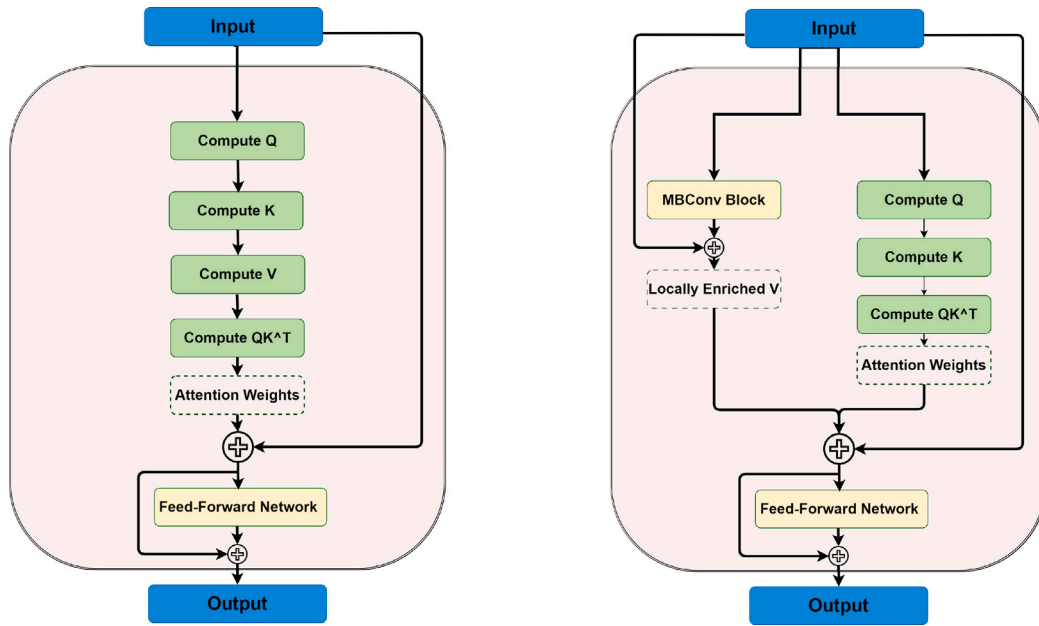 Input
Compute Q
Compute K
Compute V
Compute QK^T
Attention Weights
Feed-Forward Network
Output
Input
MBConv Block
Locally Enriched V
Compute Q
Compute K
Compute QK^T
Attention Weights
Feed-Forward Network
Output